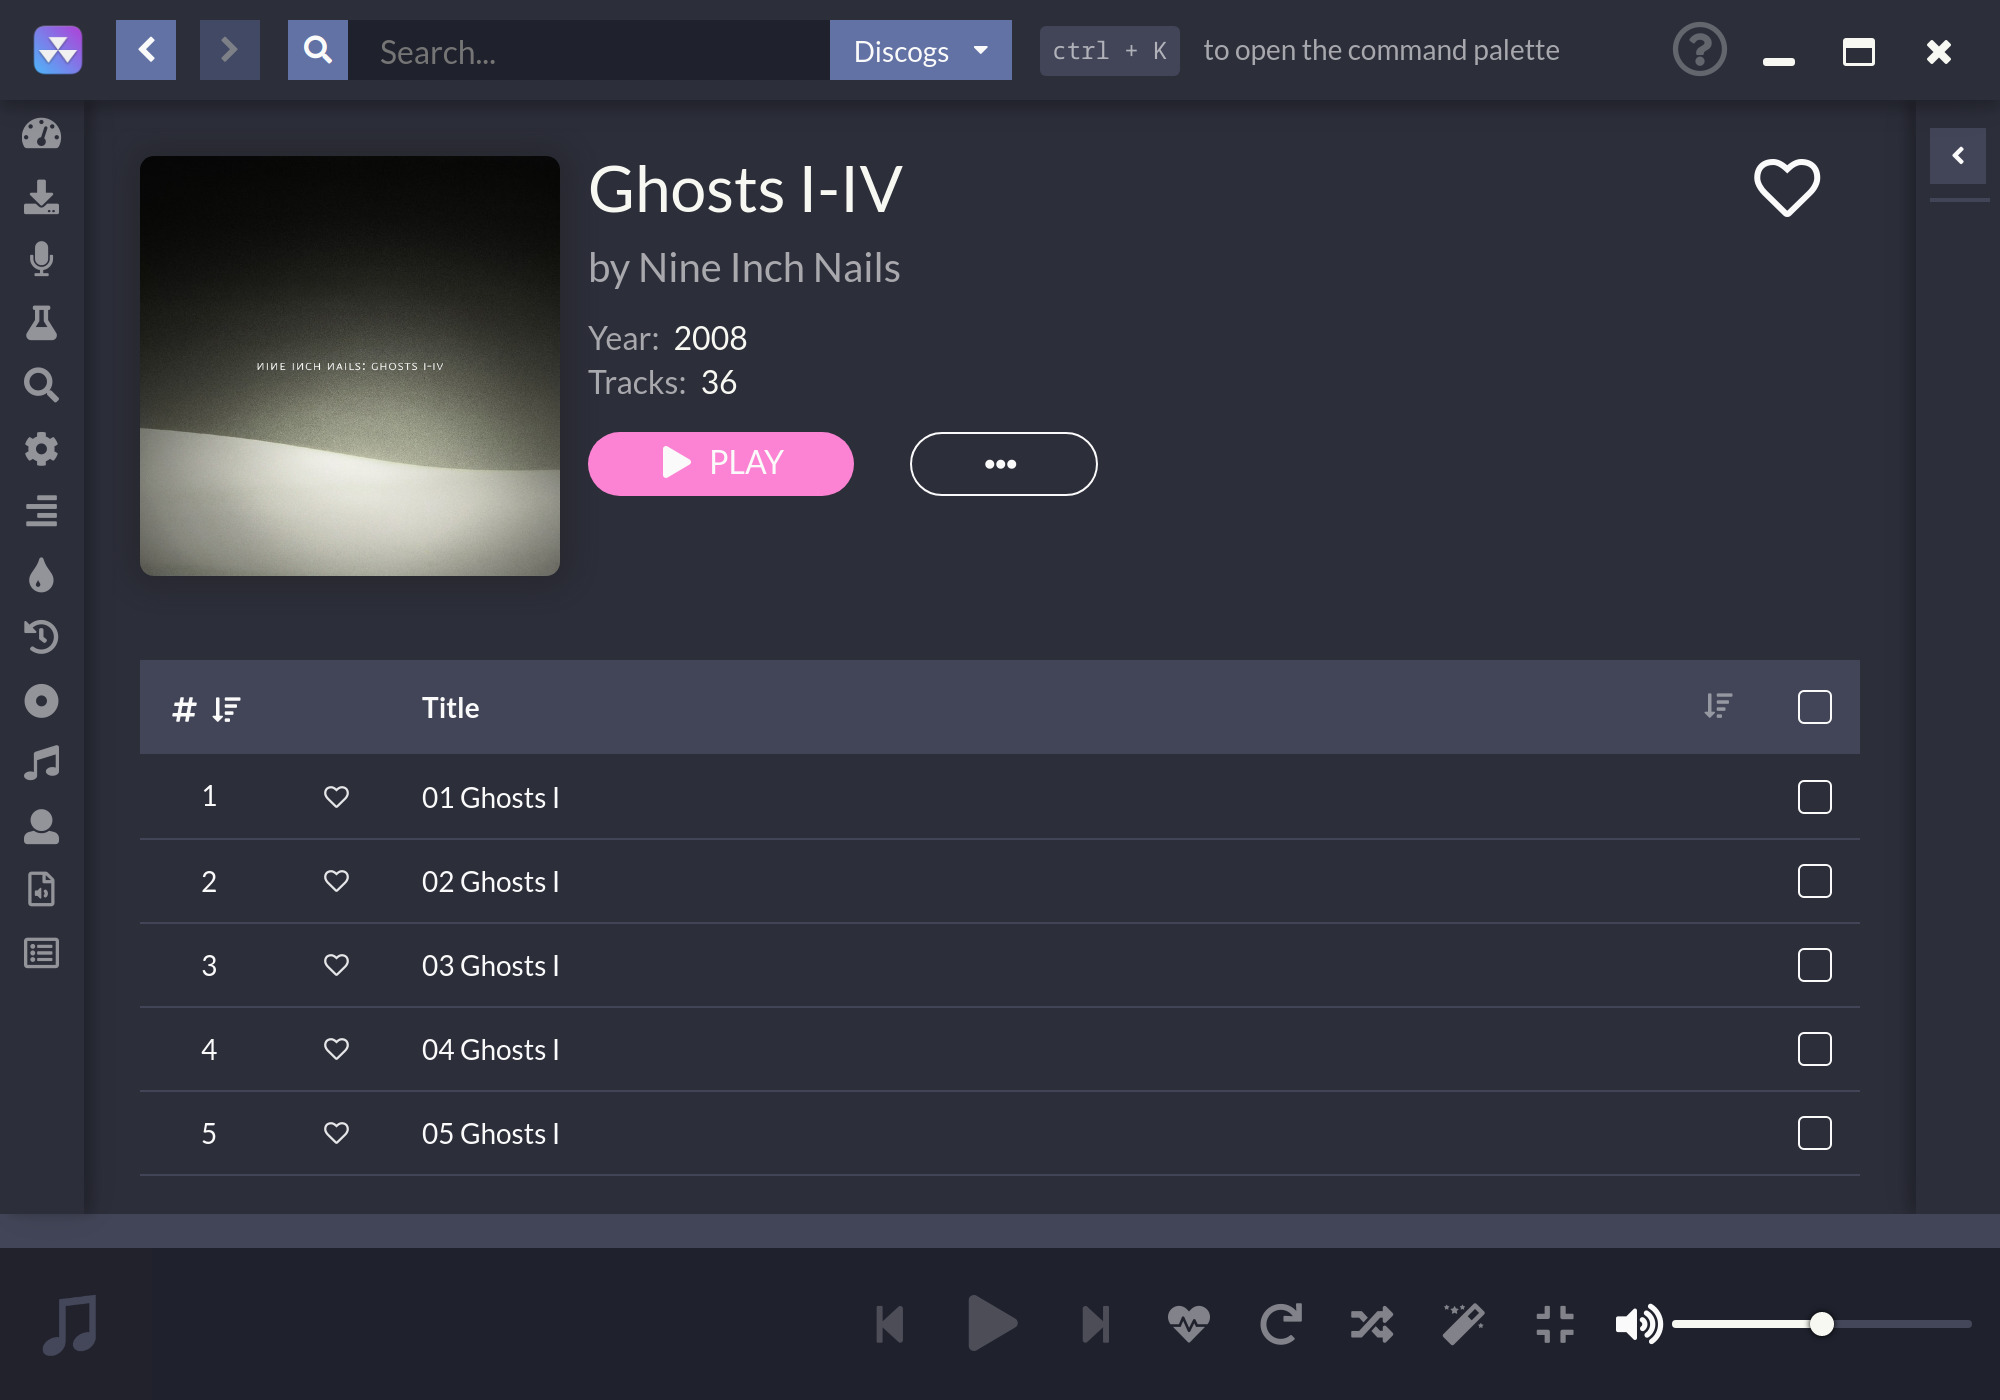 Search...
Discogs
ctrl + K to open the command palette
Ghosts I-IV
by Nine Inch Nails
Year: 2008
Tracks: 36
PLAY
NINE INCH NAILS: GHOSTS I-IV
# Title
1 01 Ghosts I
2 02 Ghosts I
3 03 Ghosts I
4 04 Ghosts I
5 05 Ghosts I